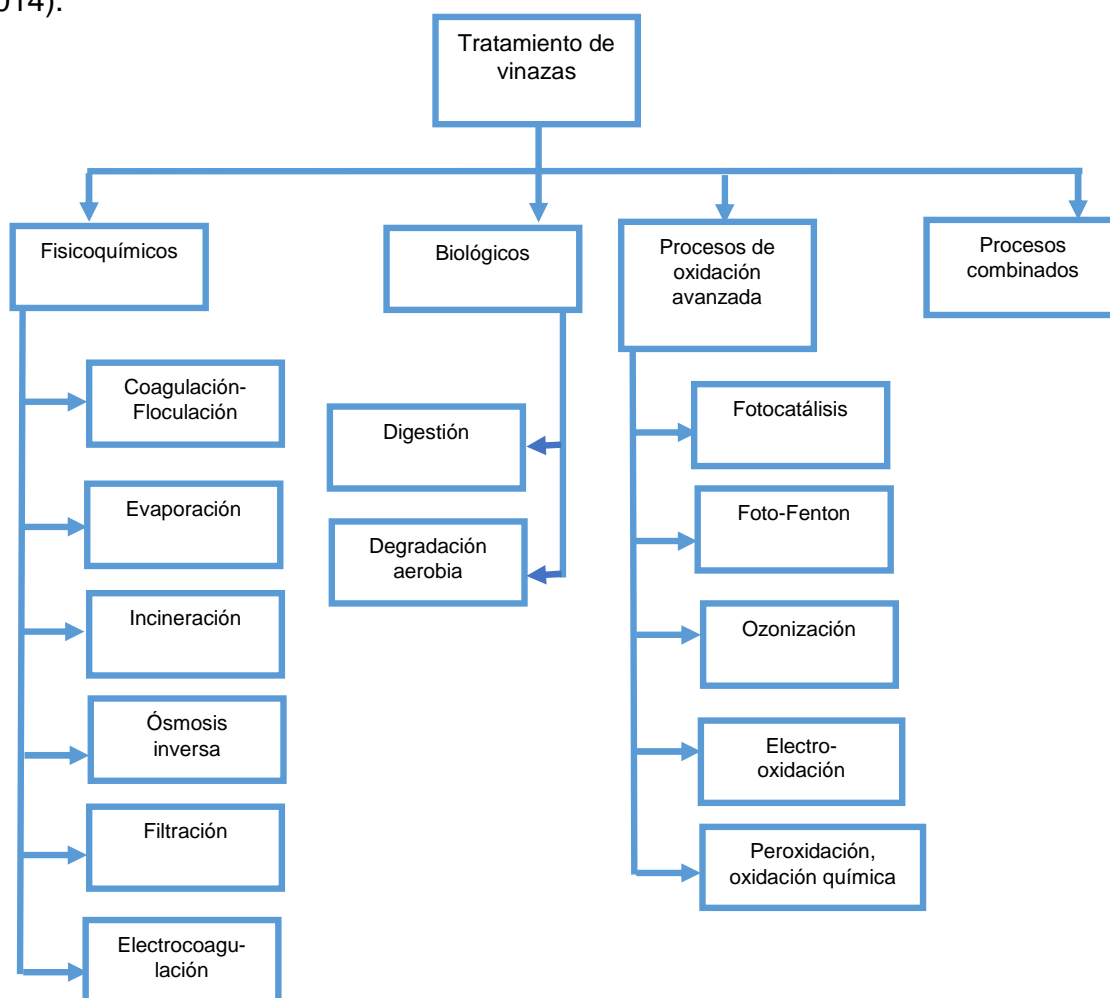 014).
Tratamiento de
vinazas
Fisicoquímicos
Biológicos
Procesos de
oxidación
avanzada
Procesos
combinados
Coagulación-
Floculación
Evaporación
Incineración
Ósmosis
inversa
Filtración
Electrocoagu-
lación
Digestión
Degradación
aerobia
Fotocatálisis
Foto-Fenton
Ozonización
Electro-
oxidación
Peroxidación,
oxidación química